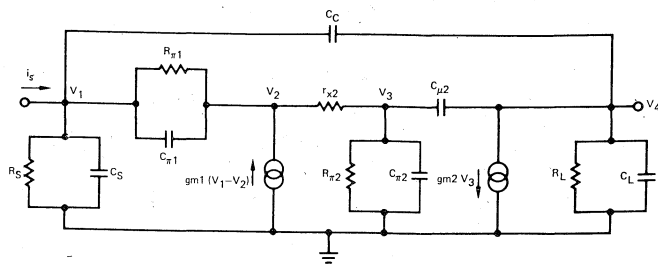 C_C
R_π1
i_s
V_1
V_2
r_x2
V_3
C_μ2
V_4
C_π1
R_S
C_S
gm1 (V_1−V_2)
R_π2
C_π2
gm2 V_3
R_L
C_L